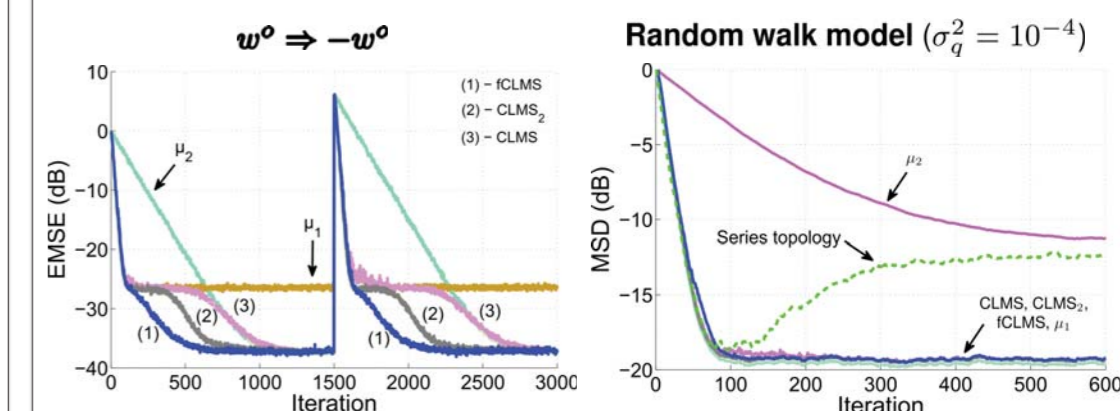 w° ⇒ −w°
10
0
−10
−20
−30
−40
EMSE (dB)
0 500 1000 1500 2000 2500 3000
Iteration
μ2
μ1
(1) – fCLMS
(2) – CLMS2
(3) – CLMS
(1)
(2)
(3)
(1)
(2)
(3)
Random walk model (σ_q^2 = 10^−4)
0
−5
−10
−15
−20
MSD (dB)
0 100 200 300 400 500 600
Iteration
μ2
Series topology
CLMS, CLMS2,
fCLMS, μ1